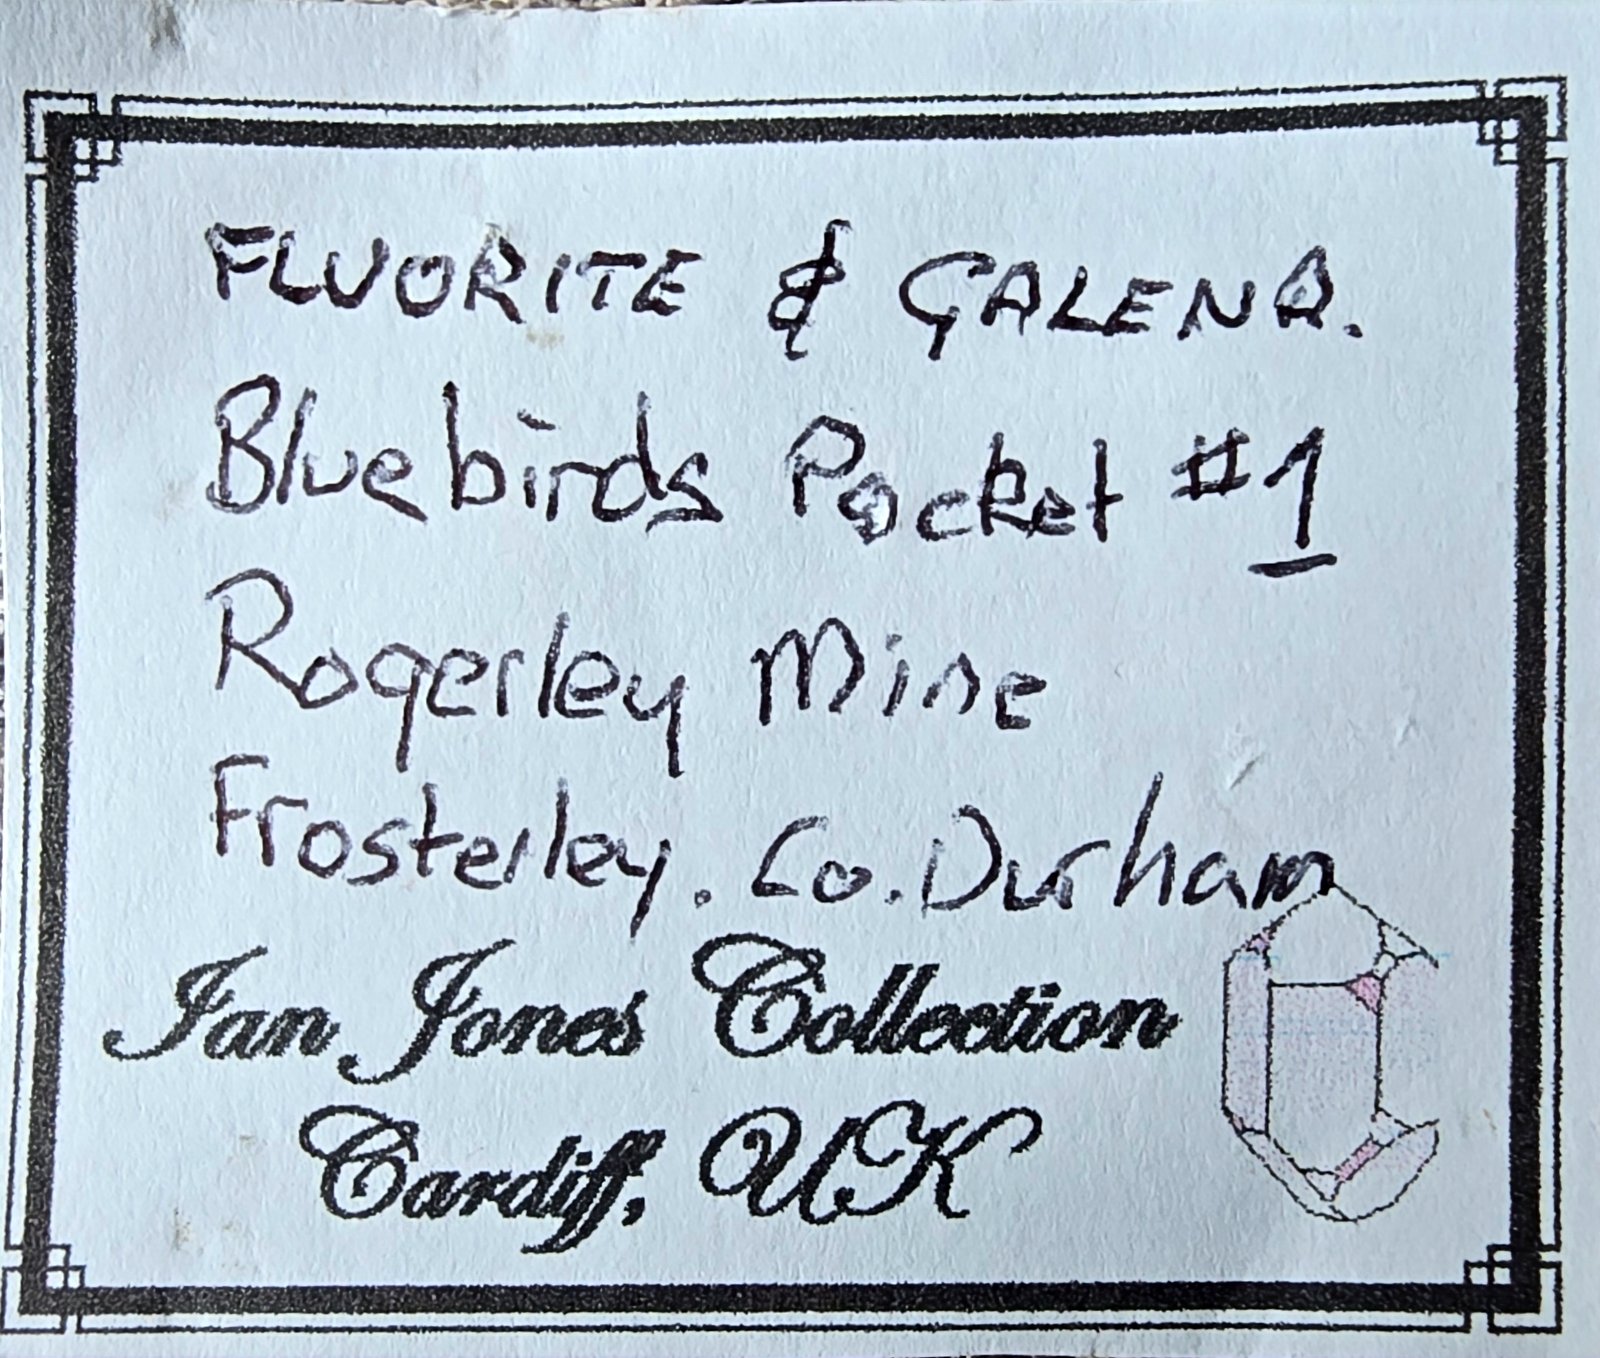 FLUORITE & GALENA.
Bluebirds Pocket #1
Rogerley Mine
Frosterley. Co. Durham
Ian Jones Collection
Cardiff, UK